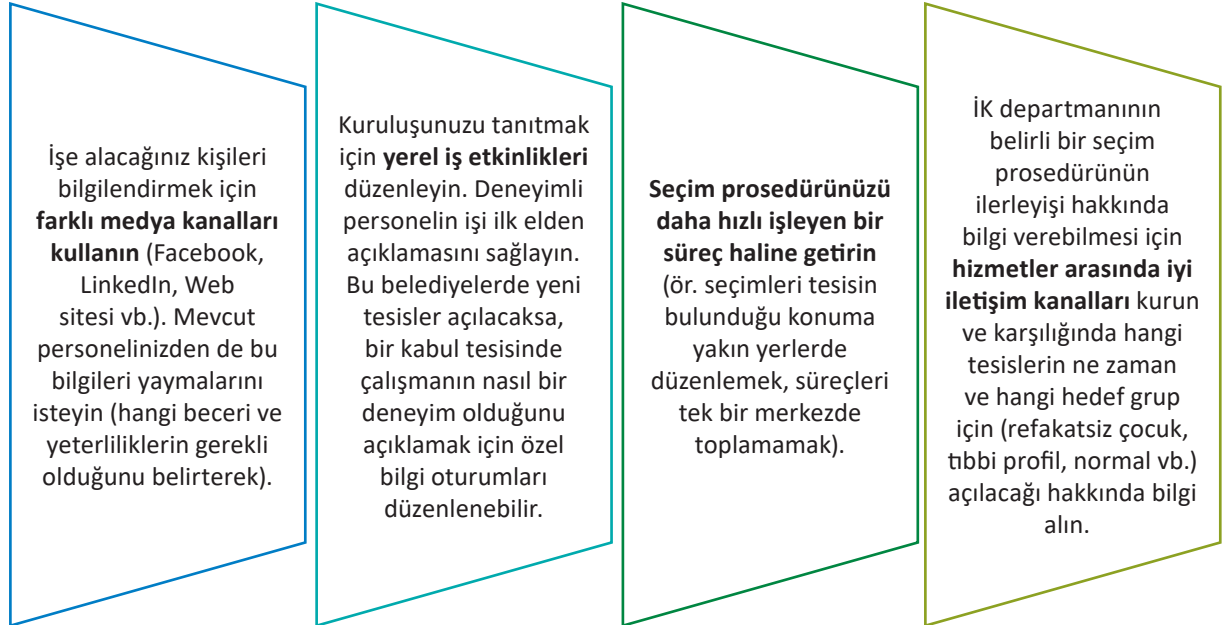 İşe alacağınız kişileri
bilgilendirmek için
farklı medya kanalları
kullanın (Facebook,
LinkedIn, Web
sitesi vb.). Mevcut
personelinizden de bu
bilgileri yaymalarını
isteyin (hangi beceri ve
yeterliliklerin gerekli
olduğunu belirterek).
Kuruluşunuzu tanıtmak
için yerel iş etkinlikleri
düzenleyin. Deneyimli
personelin işi ilk elden
açıklamasını sağlayın.
Bu belediyelerde yeni
tesisler açılacaksa,
bir kabul tesisinde
çalışmanın nasıl bir
deneyim olduğunu
açıklamak için özel
bilgi oturumları
düzenlenebilir.
Seçim prosedürünüzü
daha hızlı işleyen bir
süreç haline getirin
(ör. seçimleri tesisin
bulunduğu konuma
yakın yerlerde
düzenlemek, süreçleri
tek bir merkezde
toplamamak).
İK departmanının
belirli bir seçim
prosedürünün
ilerleyişi hakkında
bilgi verebilmesi için
hizmetler arasında iyi
iletişim kanalları kurun
ve karşılığında hangi
tesislerin ne zaman
ve hangi hedef grup
için (refakatsiz çocuk,
tıbbi profil, normal vb.)
açılacağı hakkında bilgi
alın.